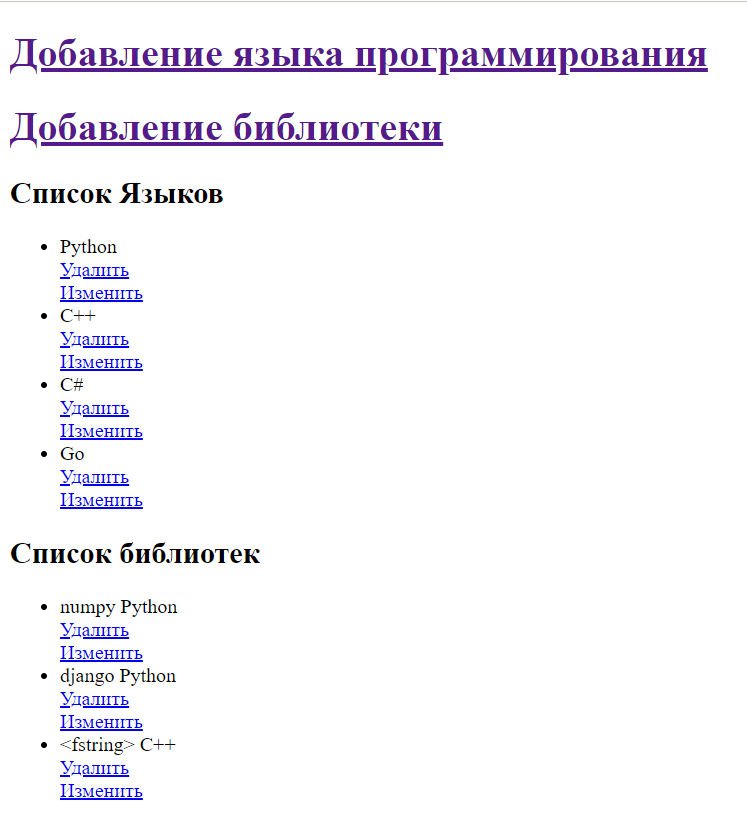 Добавление языка программирования
Добавление библиотеки
Список Языков
Python
Удалить
Изменить
C++
Удалить
Изменить
C#
Удалить
Изменить
Go
Удалить
Изменить
Список библиотек
numpy Python
Удалить
Изменить
django Python
Удалить
Изменить
<fstring> C++
Удалить
Изменить